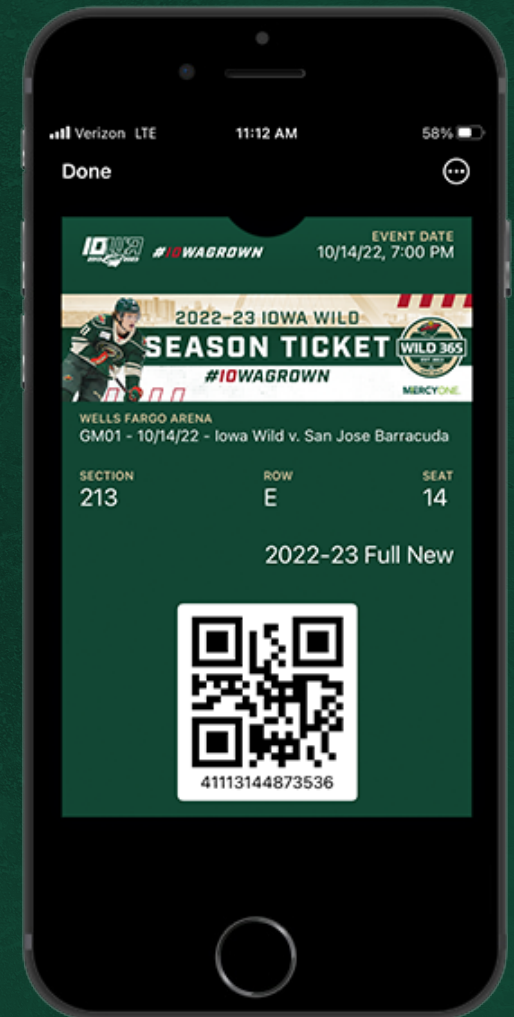 Verizon LTE 11:12 AM 58%
Done
IOWA #IOWAGROWN
EVENT DATE
10/14/22, 7:00 PM
2022-23 IOWA WILD
SEASON TICKET
#IOWAGROWN
WILD 365
MERCYONE.
WELLS FARGO ARENA
GM01 - 10/14/22 - Iowa Wild v. San Jose Barracuda
SECTION ROW SEAT
213 E 14
2022-23 Full New
41113144873536